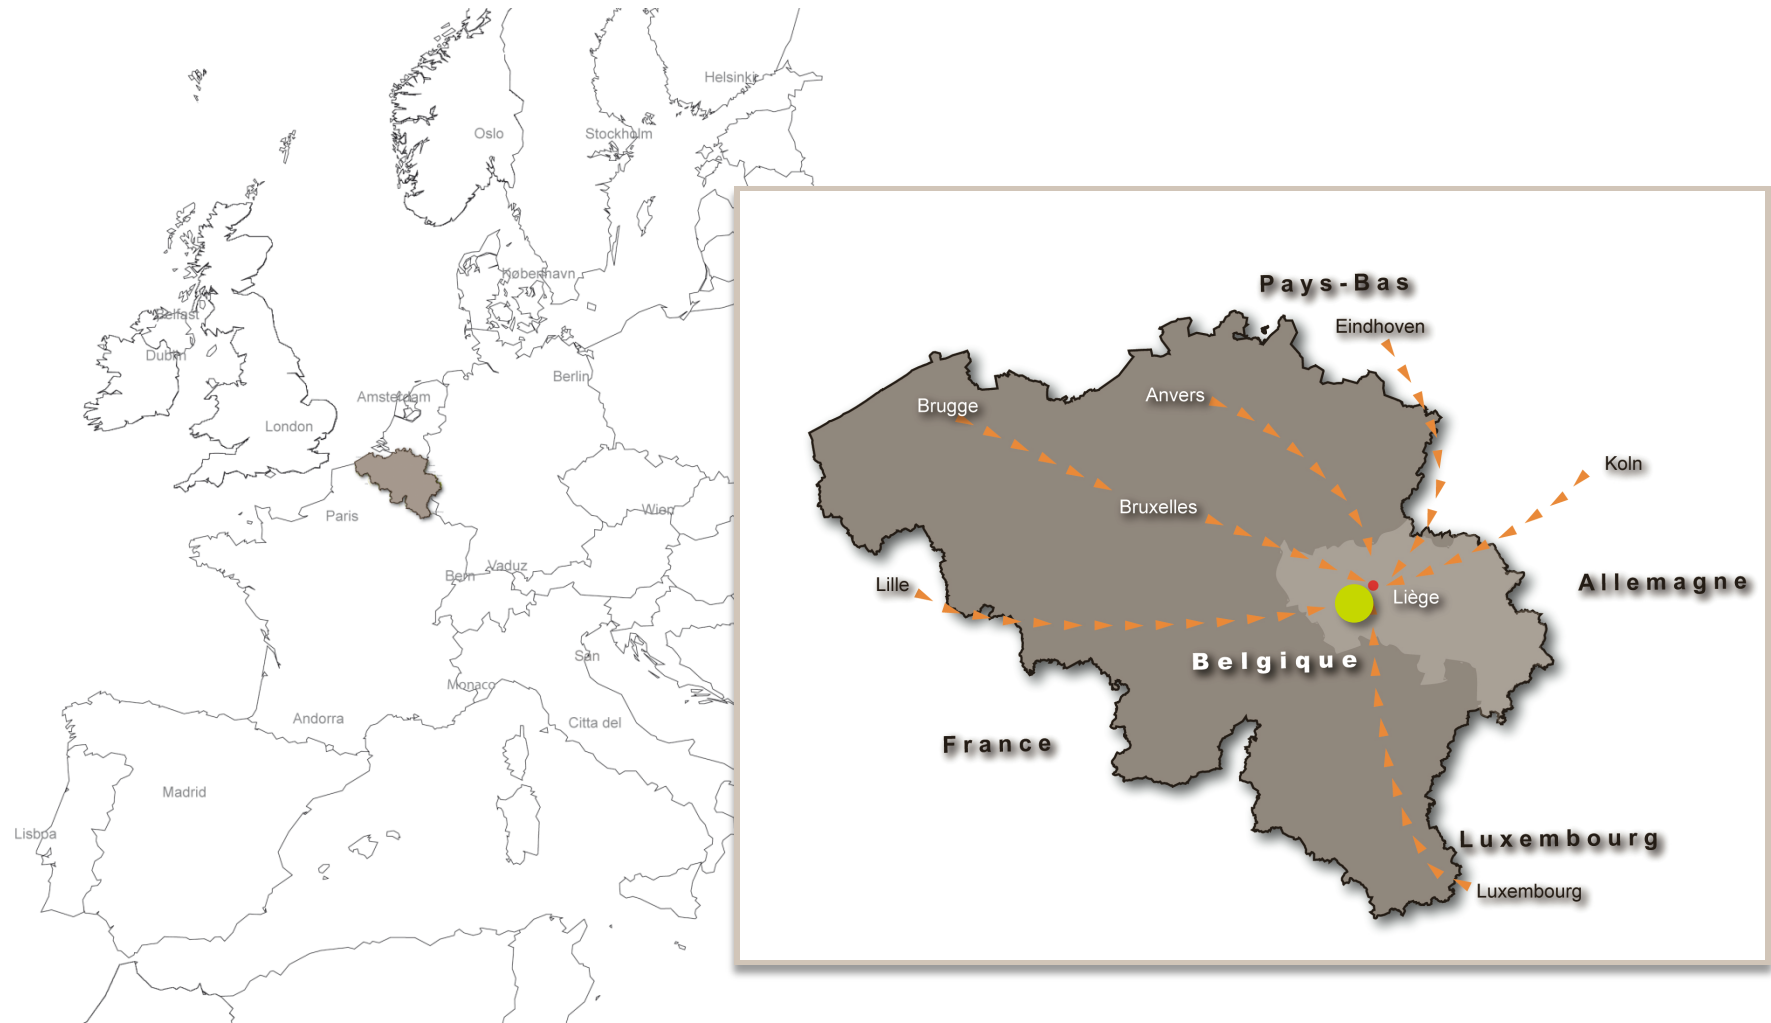 Helsinki
Oslo
Stockholm
København
Belfast
Dublin
Berlin
Amsterdam
London
Paris
Wien
Vaduz
Bern
San
Monaco
Andorra
Citta del
Madrid
Lisboa
Pays-Bas
Eindhoven
Anvers
Brugge
Koln
Bruxelles
Allemagne
Lille
Liège
Belgique
France
Luxembourg
Luxembourg